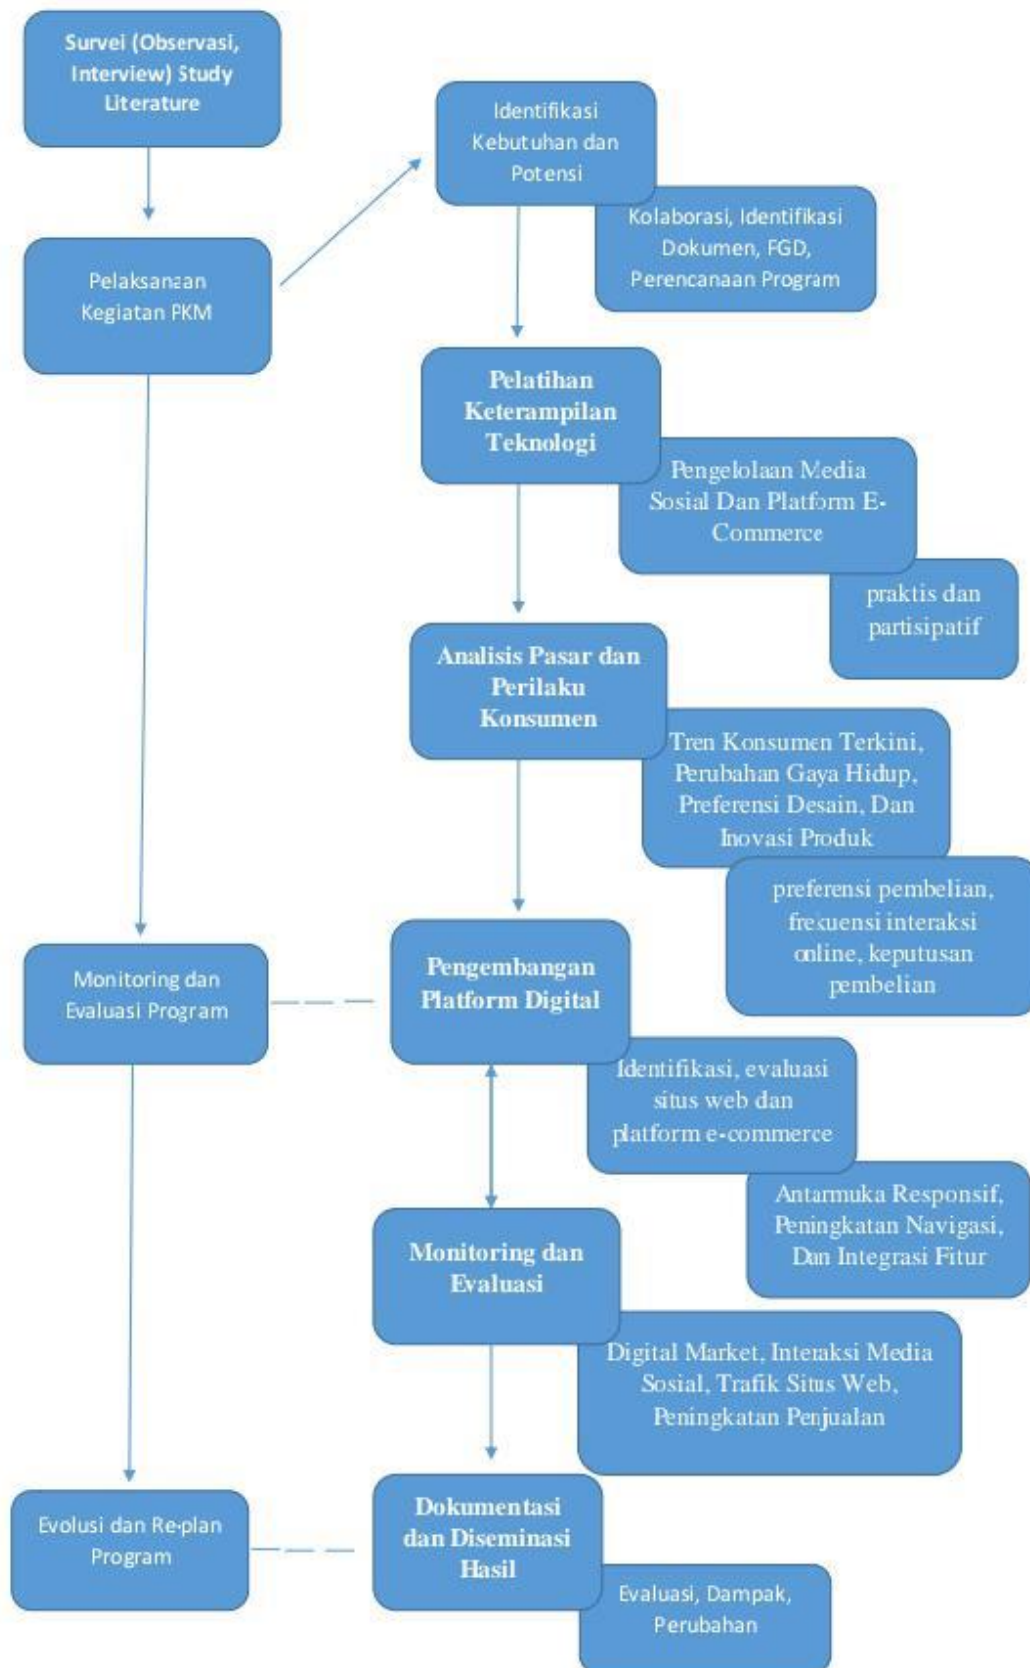 Survei (Observasi,
Interview) Study
Literature
Identifikasi
Kebutuhan dan
Potensi
Kolaborasi, Identifikasi
Dokumen, FGD,
Perencanaan Program
Pelaksanaan
Kegiatan PKM
Pelatihan
Keterampilan
Teknologi
Pengelolaan Media
Sosial Dan Platform E-
Commerce
praktis dan
partisipatif
Analisis Pasar dan
Perilaku
Konsumen
Tren Konsumen Terkini,
Perubahan Gaya Hidup,
Preferensi Desain, Dan
Inovasi Produk
preferensi pembelian,
frekuensi interaksi
online, keputusan
pembelian
Monitoring dan
Evaluasi Program
Pengembangan
Platform Digital
Identifikasi, evaluasi
situs web dan
platform e-commerce
Antarmuka Responsif,
Peningkatan Navigasi,
Dan Integrasi Fitur
Monitoring dan
Evaluasi
Digital Market, Interaksi Media
Sosial, Trafik Situs Web,
Peningkatan Penjualan
Evolusi dan Re-plan
Program
Dokumentasi
dan Diseminasi
Hasil
Evaluasi, Dampak,
Perubahan